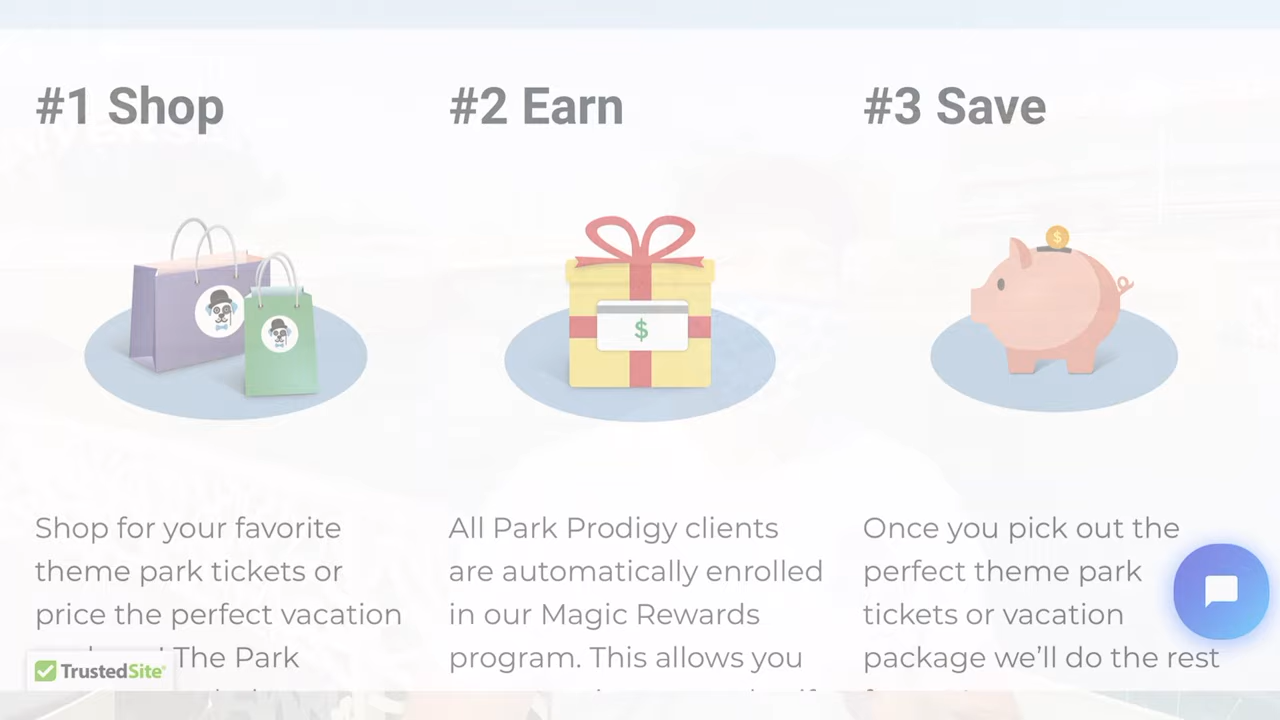 #1 Shop
Shop for your favorite
theme park tickets or
price the perfect vacation
The Park
#2 Earn
$
All Park Prodigy clients
are automatically enrolled
in our Magic Rewards
program. This allows you
#3 Save
$
Once you pick out the
perfect theme park
tickets or vacation
package we’ll do the rest
TrustedSite